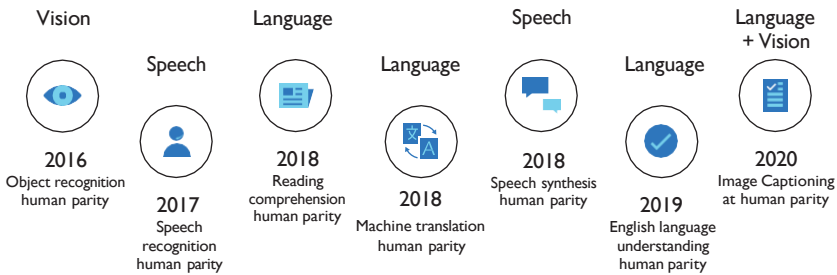 Vision
2016
Object recognition
human parity
Speech
2017
Speech
recognition
human parity
Language
2018
Reading
comprehension
human parity
Language
文
A
2018
Machine translation
human parity
Speech
2018
Speech synthesis
human parity
Language
2019
English language
understanding
human parity
Language
+ Vision
2020
Image Captioning
at human parity